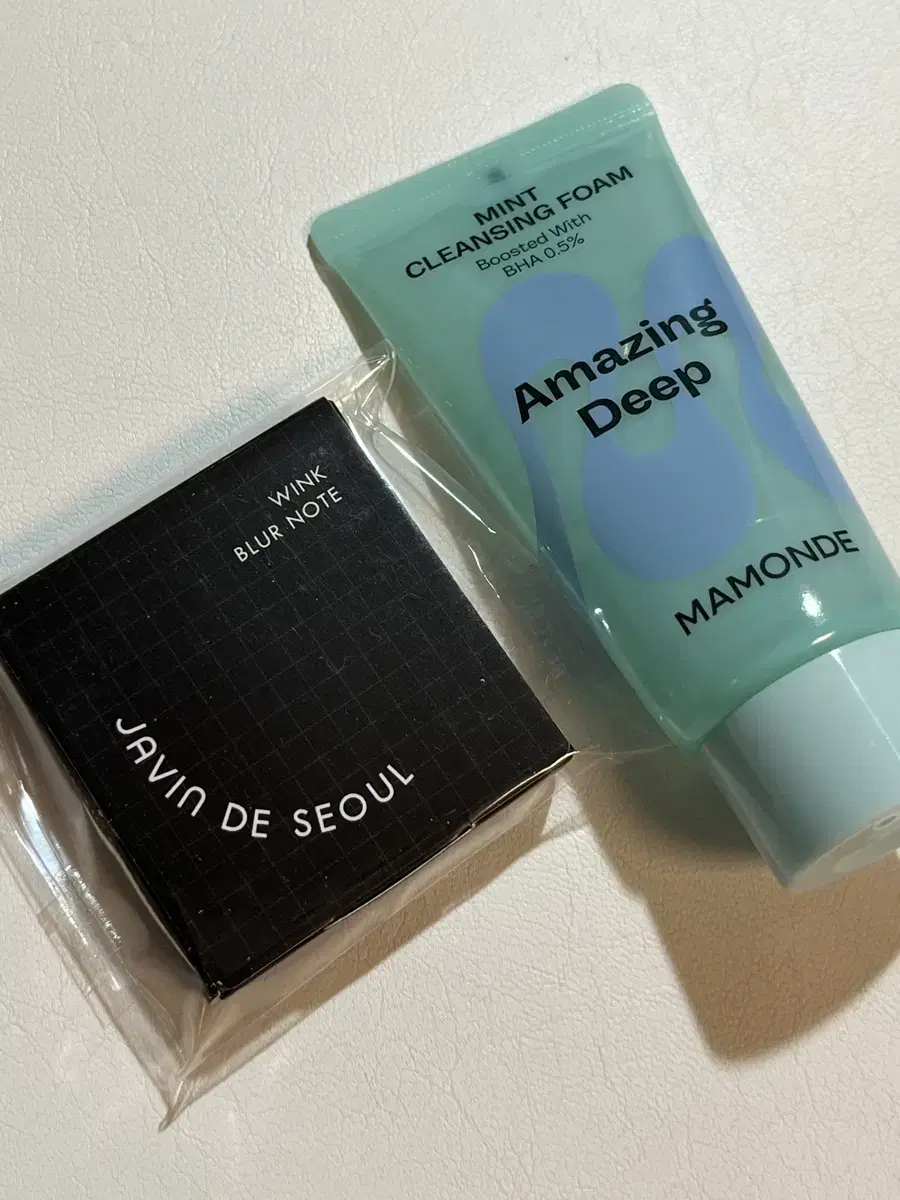 MINT
CLEANSING FOAM
Boosted With
BHA 0.5%
Amazing
Deep
MAMONDE
WINK
BLUR NOTE
JAVIN DE SEOUL